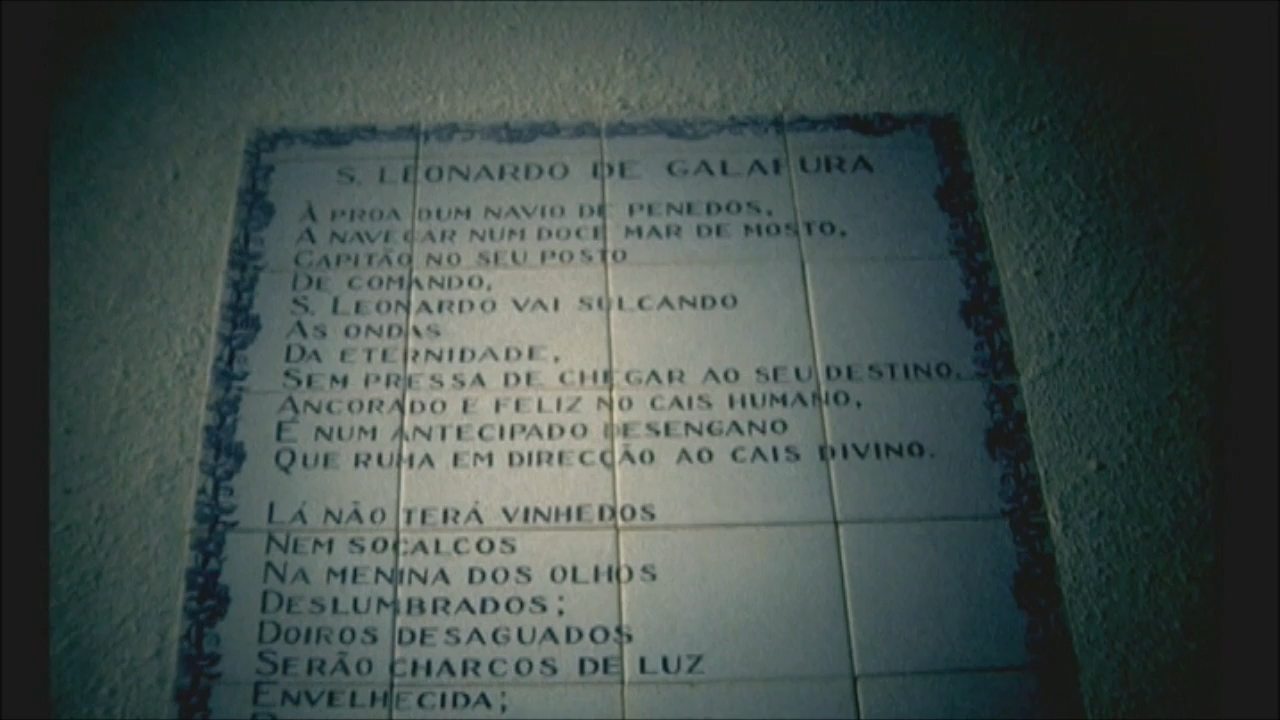 S. LEONARDO DE GALAFURA
À PROA DUM NAVIO DE PENEDOS,
A NAVEGAR NUM DOCE MAR DE MOSTO,
CAPITÃO NO SEU POSTO
DE COMANDO,
S. LEONARDO VAI SULCANDO
AS ONDAS
DA ETERNIDADE,
SEM PRESSA DE CHEGAR AO SEU DESTINO.
ANCORADO E FELIZ NO CAIS HUMANO,
É NUM ANTECIPADO DESENGANO
QUE RUMA EM DIRECÇÃO AO CAIS DIVINO.
LÁ NÃO TERÁ VINHEDOS
NEM SOCALCOS
NA MENINA DOS OLHOS
DESLUMBRADOS;
DOIROS DESAGUADOS
SERÃO CHARCOS DE LUZ
ENVELHECIDA;